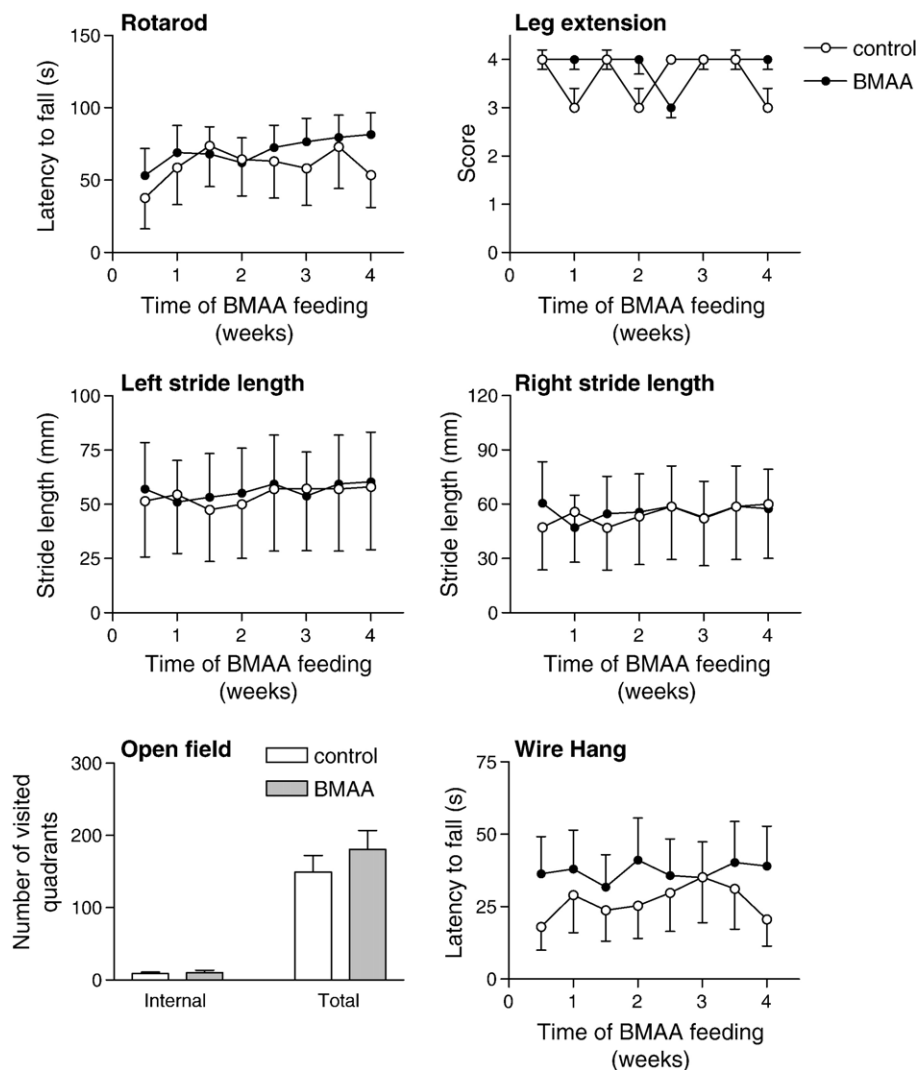 Rotarod
Latency to fall (s)
150
100
50
0
0 1 2 3 4
Time of BMAA feeding
(weeks)
Leg extension
control
BMAA
Score
5
4
3
2
1
0
0 1 2 3 4
Time of BMAA feeding
(weeks)
Left stride length
Stride length (mm)
100
75
50
25
0
0 1 2 3 4
Time of BMAA feeding
(weeks)
Right stride length
Stride length (mm)
120
90
60
30
0
1 2 3 4
Time of BMAA feeding
(weeks)
Open field
control
BMAA
Number of visited
quadrants
300
200
100
0
Internal Total
Wire Hang
Latency to fall (s)
75
50
25
0
0 1 2 3 4
Time of BMAA feeding
(weeks)